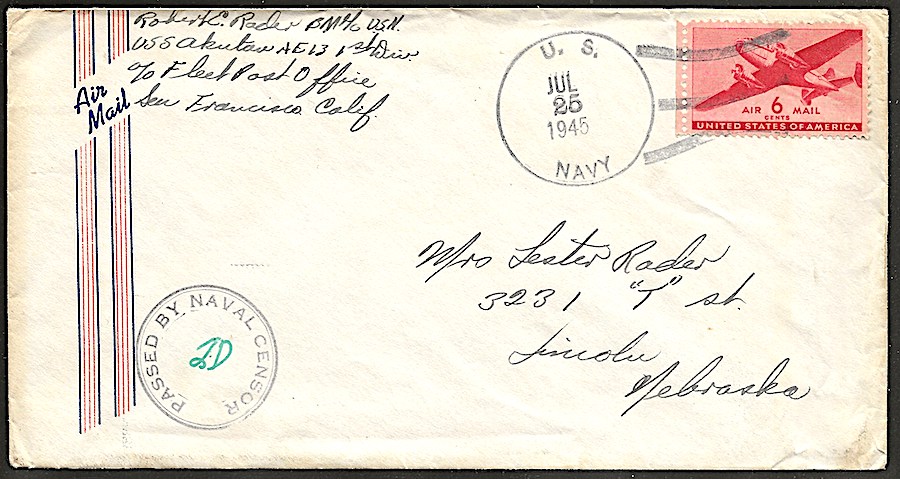 Robert E. Rader BM1/c USN
USS Akutan AE13 1st Div.
c/o Fleet Post Office
San Francisco Calif.
Air
Mail
U. S.
JUL
25
1945
NAVY
AIR 6 MAIL
CENTS
UNITED STATES OF AMERICA
Mrs Lester Rader
3231 "T" st.
Lincoln
Nebraska
PASSED BY NAVAL CENSOR